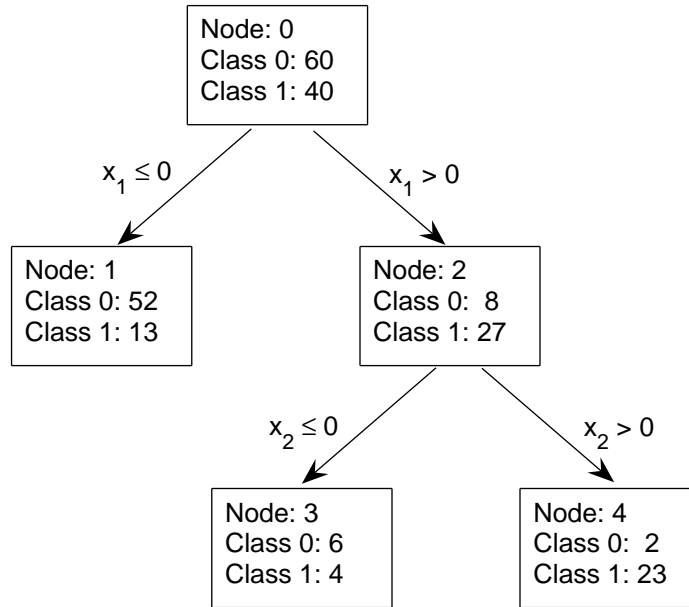 Node: 0
Class 0: 60
Class 1: 40
x₁ ≤ 0
x₁ > 0
Node: 1
Class 0: 52
Class 1: 13
Node: 2
Class 0: 8
Class 1: 27
x₂ ≤ 0
x₂ > 0
Node: 3
Class 0: 6
Class 1: 4
Node: 4
Class 0: 2
Class 1: 23